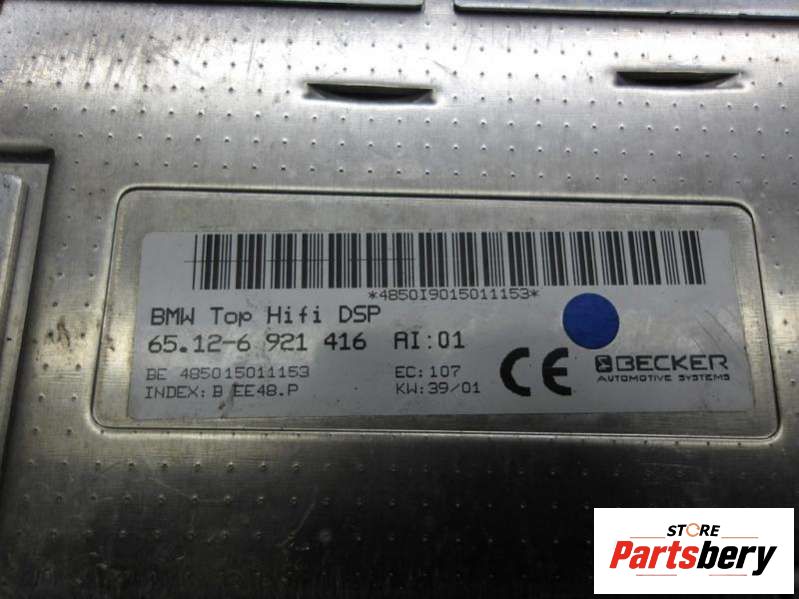 *4850I9015011153*
BMW Top Hifi DSP
65.12-6 921 416 AI:01
BE 485015011153 EC:107
INDEX: B EE48.P KW:39/01
CE
BECKER
AUTOMOTIVE SYSTEMS
STORE
Partsbery